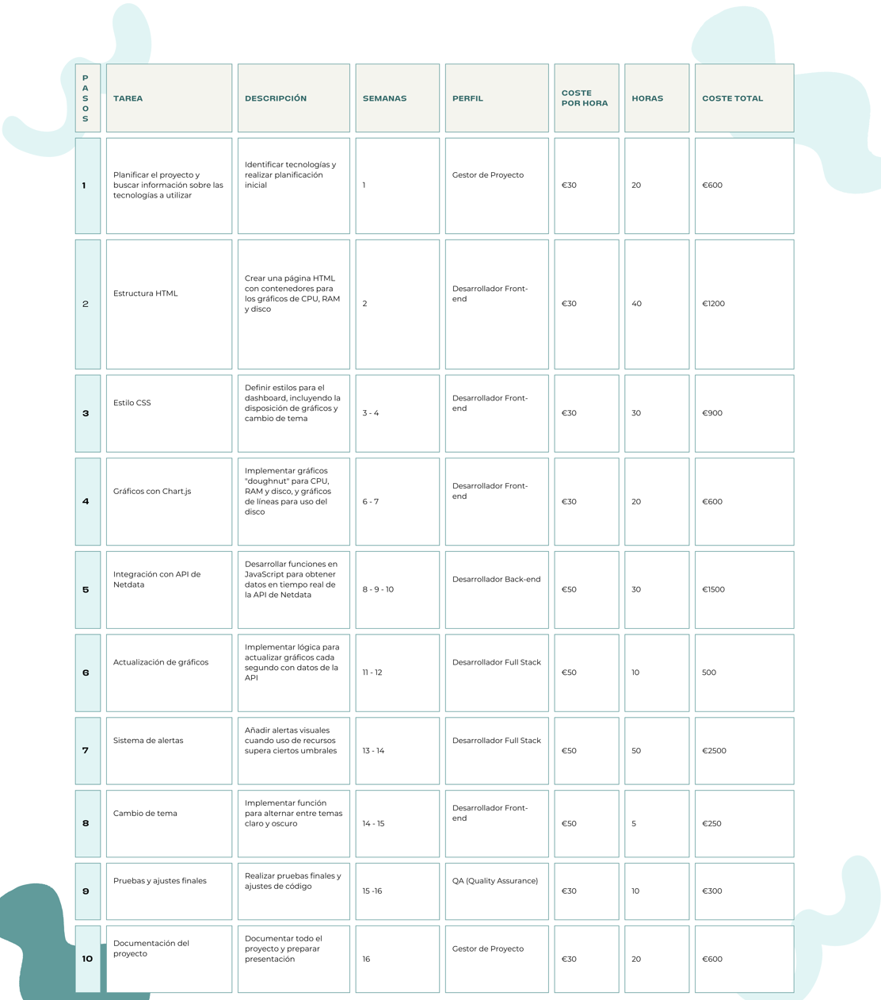 PASOS
TAREA
DESCRIPCIÓN
SEMANAS
PERFIL
COSTE
POR HORA
HORAS
COSTE TOTAL
1
Planificar el proyecto y
buscar información sobre las
tecnologías a utilizar
Identificar tecnologías y
realizar planificación
inicial
1
Gestor de Proyecto
€30
20
€600
2
Estructura HTML
Crear una página HTML
con contenedores para
los gráficos de CPU, RAM
y disco
2
Desarrollador Front-
end
€30
40
€1200
3
Estilo CSS
Definir estilos para el
dashboard, incluyendo la
disposición de gráficos y
cambio de tema
3 - 4
Desarrollador Front-
end
€30
30
€900
4
Gráficos con Chart.js
Implementar gráficos
"doughnut" para CPU,
RAM y disco, y gráficos
de líneas para uso del
disco
6 - 7
Desarrollador Front-
end
€30
20
€600
5
Integración con API de
Netdata
Desarrollar funciones en
JavaScript para obtener
datos en tiempo real de
la API de Netdata
8 - 9 - 10
Desarrollador Back-end
€50
30
€1500
6
Actualización de gráficos
Implementar lógica para
actualizar gráficos cada
segundo con datos de la
API
11 - 12
Desarrollador Full Stack
€50
10
500
7
Sistema de alertas
Añadir alertas visuales
cuando uso de recursos
supera ciertos umbrales
13 - 14
Desarrollador Full Stack
€50
50
€2500
8
Cambio de tema
Implementar función
para alternar entre temas
claro y oscuro
14 - 15
Desarrollador Front-
end
€50
5
€250
9
Pruebas y ajustes finales
Realizar pruebas finales y
ajustes de código
15 -16
QA (Quality Assurance)
€30
10
€300
10
Documentación del
proyecto
Documentar todo el
proyecto y preparar
presentación
16
Gestor de Proyecto
€30
20
€600